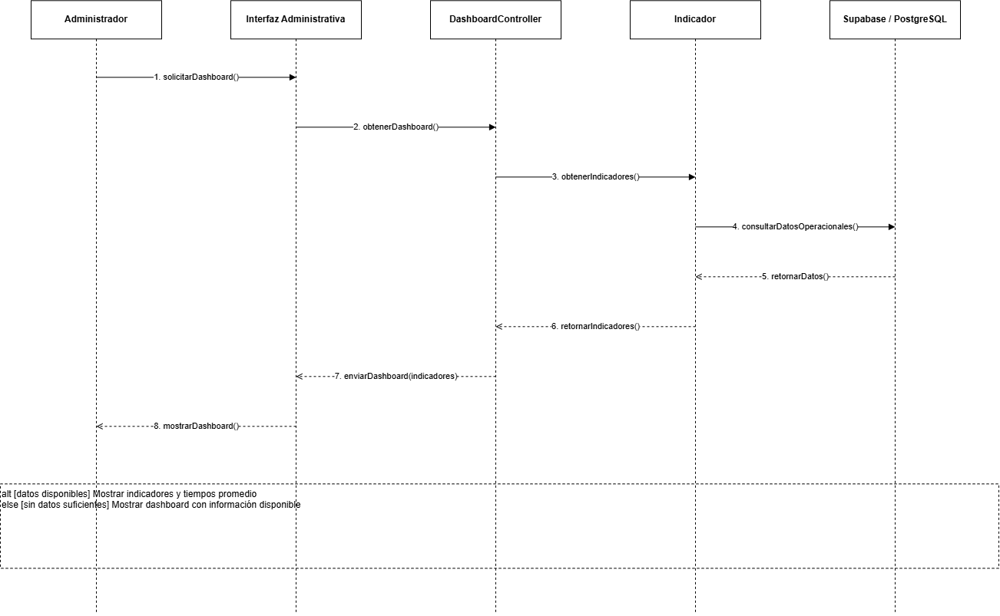 Administrador
Interfaz Administrativa
DashboardController
Indicador
Supabase / PostgreSQL
1. solicitarDashboard()
2. obtenerDashboard()
3. obtenerIndicadores()
4. consultarDatosOperacionales()
5. retornarDatos()
6. retornarIndicadores()
7. enviarDashboard(indicadores)
8. mostrarDashboard()
alt [datos disponibles] Mostrar indicadores y tiempos promedio
else [sin datos suficientes] Mostrar dashboard con información disponible